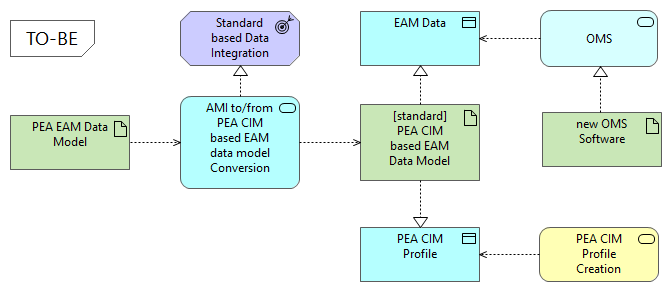 TO-BE
Standard
based Data
Integration
EAM Data
OMS
PEA EAM Data
Model
AMI to/from
PEA CIM
based EAM
data model
Conversion
[standard]
PEA CIM
based EAM
Data Model
new OMS
Software
PEA CIM
Profile
PEA CIM
Profile
Creation